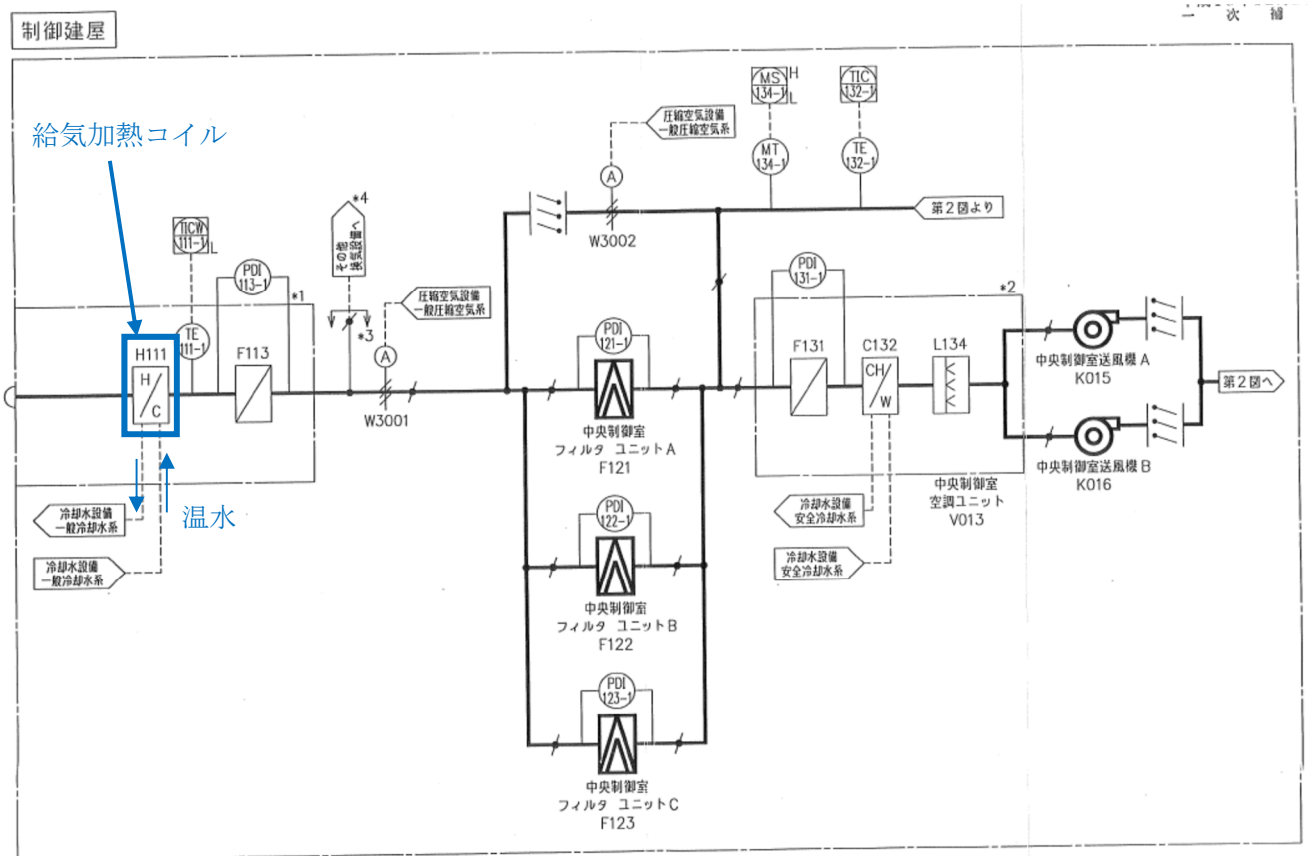 制御建屋
一 次 補
給気加熱コイル
圧縮空気設備
一般圧縮空気系
MS
134-1
H
L
TIC
132-1
MT
134-1
TE
132-1
A
W3002
第2図より
*4
その他
換気設備へ
*3
TICW
111-1
L
PDI
113-1
*1
圧縮空気設備
一般圧縮空気系
A
W3001
TE
111-1
H111
H
C
F113
温水
冷却水設備
一般冷却水系
冷却水設備
一般冷却水系
PDI
121-1
中央制御室
フィルタ ユニットA
F121
PDI
122-1
中央制御室
フィルタ ユニットB
F122
PDI
123-1
中央制御室
フィルタ ユニットC
F123
PDI
131-1
*2
F131
C132
CH
W
L134
冷却水設備
安全冷却水系
冷却水設備
安全冷却水系
中央制御室
空調ユニット
V013
中央制御室送風機 A
K015
中央制御室送風機 B
K016
第2図へ